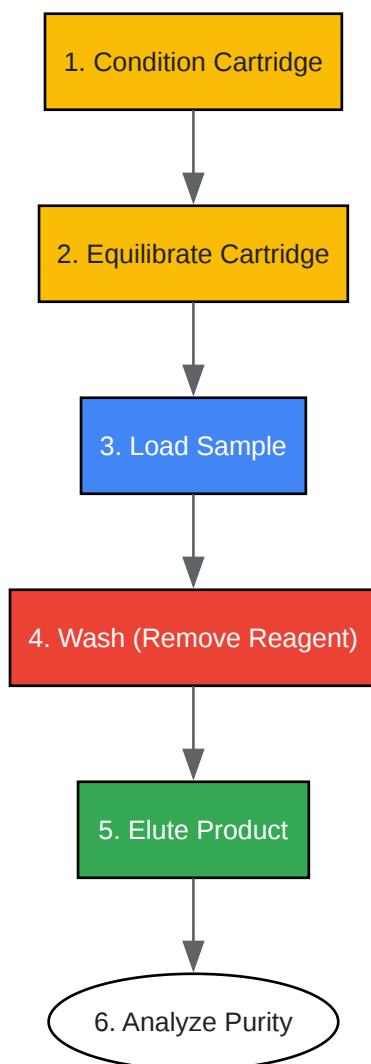 1. Condition Cartridge
2. Equilibrate Cartridge
3. Load Sample
4. Wash (Remove Reagent)
5. Elute Product
6. Analyze Purity